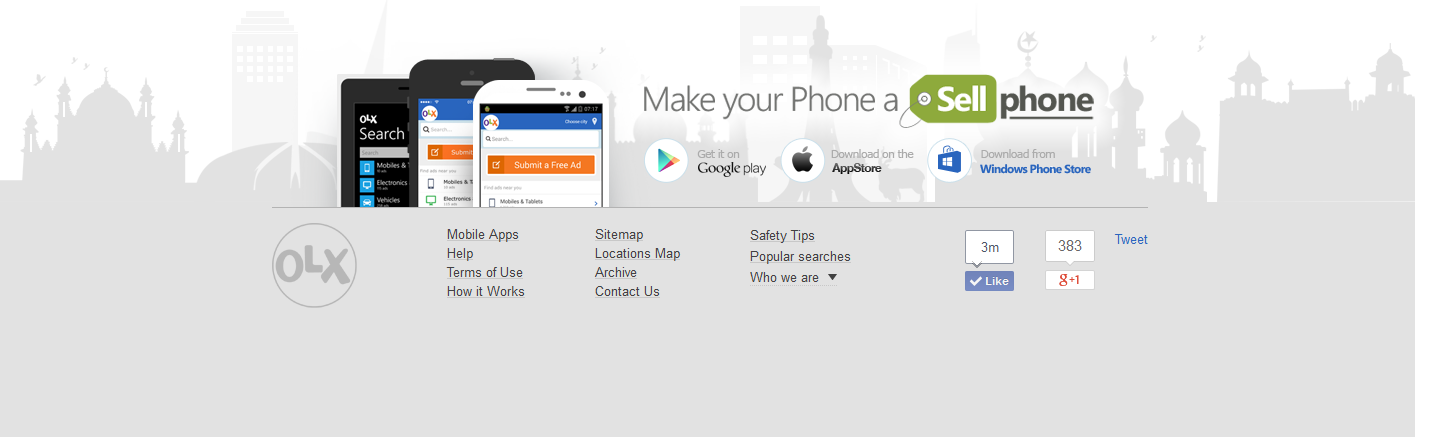 Make your Phone a Sell phone
Get it on
Google play
Download on the
AppStore
Download from
Windows Phone Store
OLX
Search
Search
Mobiles & T
Electronics
Vehicles
OLX
Search...
Submit
Find ads near you
Mobiles & Ta
Electronics
07:17
OLX
Choose city
Search...
Submit a Free Ad
Find ads near you
Mobiles & Tablets
OLX
Mobile Apps
Help
Terms of Use
How it Works
Sitemap
Locations Map
Archive
Contact Us
Safety Tips
Popular searches
Who we are
3m
Like
383
g+1
Tweet